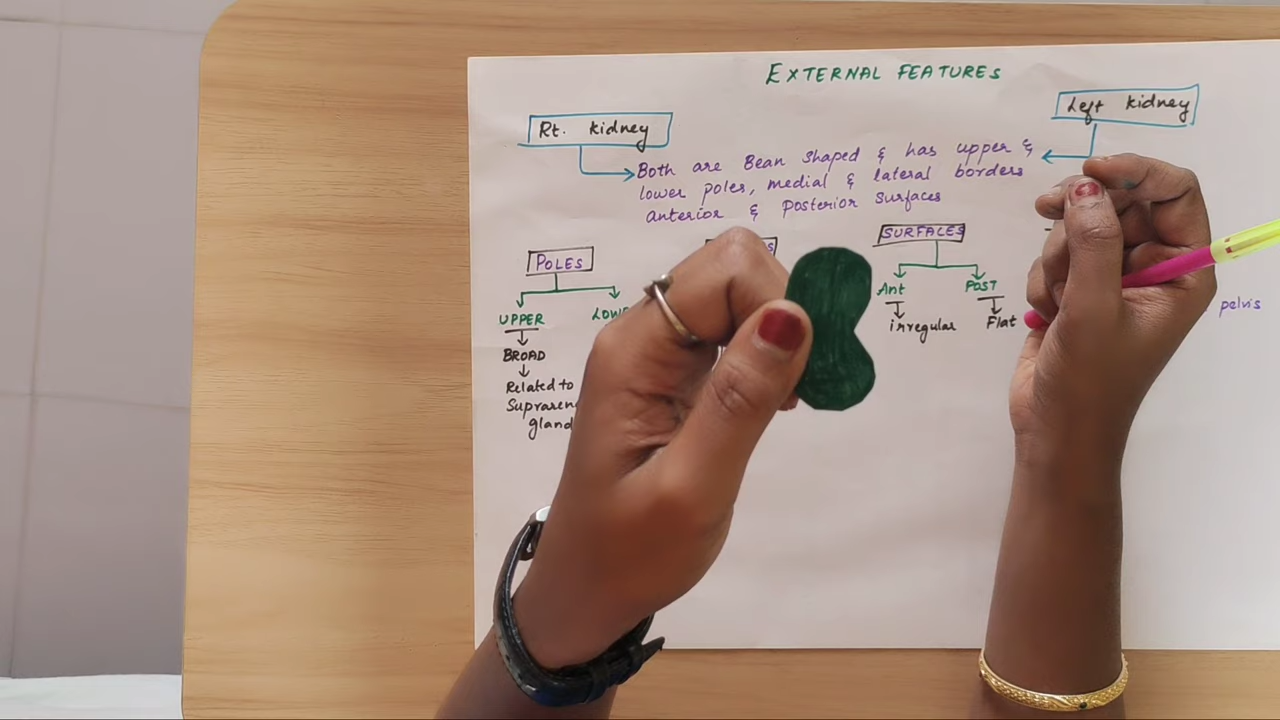 EXTERNAL FEATURES
Rt. kidney
Left kidney
Both are Bean shaped & has upper &
lower poles, medial & lateral borders
anterior & posterior surfaces
POLES
UPPER
BROAD
Related to
gland
SURFACES
Ant
irregular
POST
Flat
pelvis